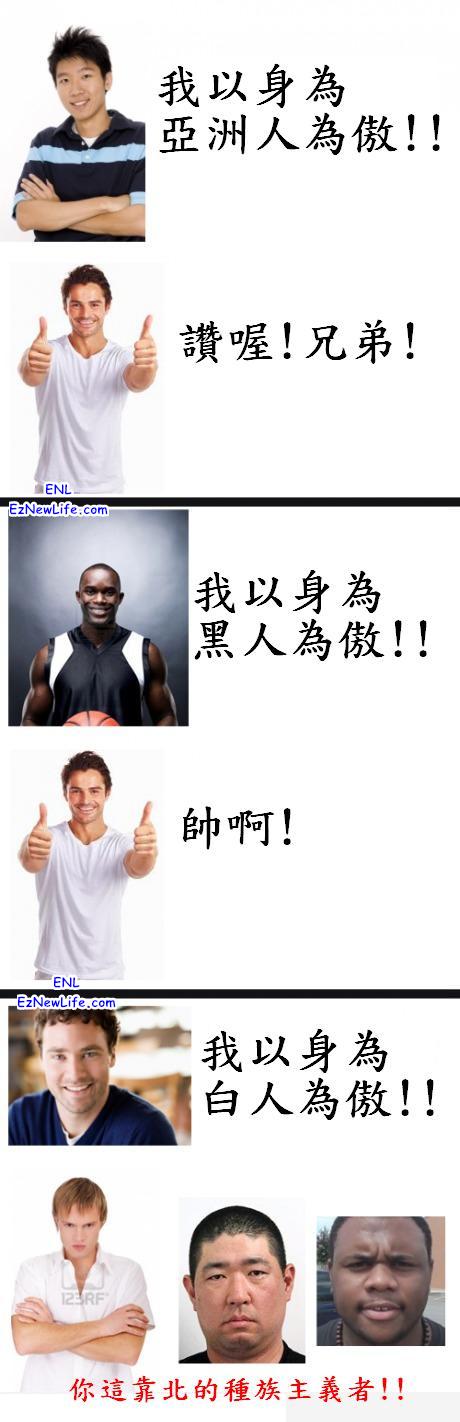 我以身為
亞洲人為傲!!
讚喔!兄弟!
ENL
EzNewLife.com
我以身為
黑人為傲!!
帥啊!
ENL
EzNewLife.com
我以身為
白人為傲!!
123RF
你這靠北的種族主義者!!